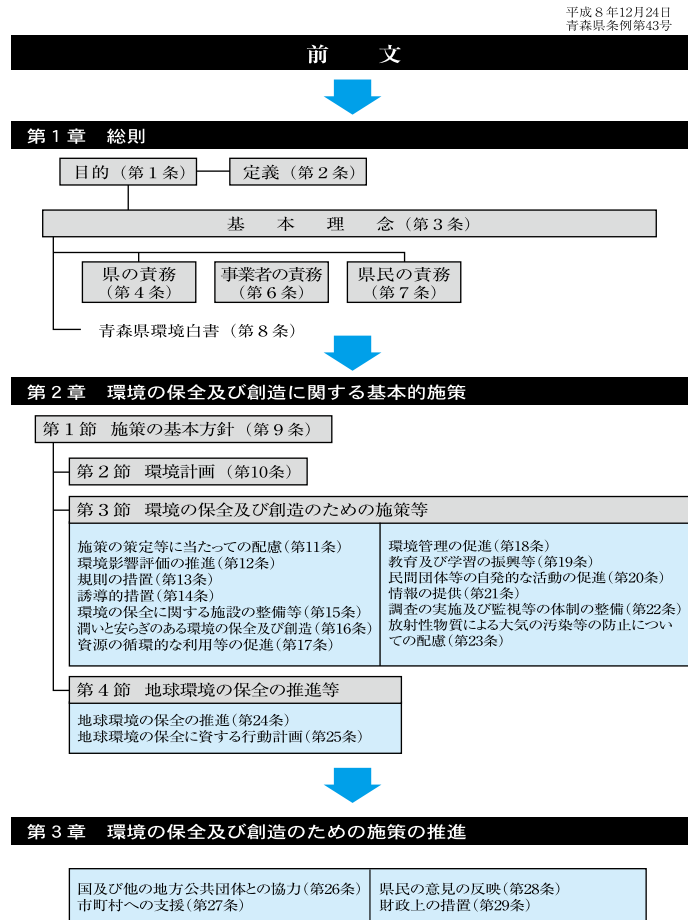 平成８年12月24日
青森県条例第43号
前　　文
第１章　総則
目的（第１条）
定義（第２条）
基　本　理　念（第３条）
県の責務
（第４条）
事業者の責務
（第６条）
県民の責務
（第７条）
青森県環境白書（第８条）
第２章　環境の保全及び創造に関する基本的施策
第１節　施策の基本方針（第９条）
第２節　環境計画（第10条）
第３節　環境の保全及び創造のための施策等
施策の策定等に当たっての配慮（第11条）
環境影響評価の推進（第12条）
規則の措置（第13条）
誘導的措置（第14条）
環境の保全に関する施設の整備等（第15条）
潤いと安らぎのある環境の保全及び創造（第16条）
資源の循環的な利用等の促進（第17条）
環境管理の促進（第18条）
教育及び学習の振興等（第19条）
民間団体等の自発的な活動の促進（第20条）
情報の提供（第21条）
調査の実施及び監視等の体制の整備（第22条）
放射性物質による大気の汚染等の防止につい
ての配慮（第23条）
第４節　地球環境の保全の推進等
地球環境の保全の推進（第24条）
地球環境の保全に資する行動計画（第25条）
第３章　環境の保全及び創造のための施策の推進
国及び他の地方公共団体との協力（第26条）
市町村への支援（第27条）
県民の意見の反映（第28条）
財政上の措置（第29条）